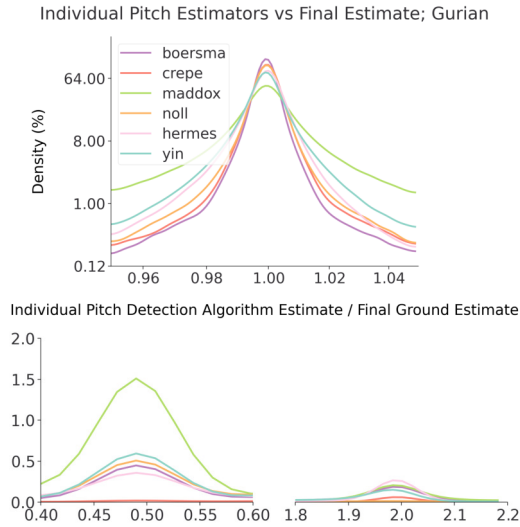 Individual Pitch Estimators vs Final Estimate; Gurian
boersma
crepe
maddox
noll
hermes
yin
Density (%)
64.00
8.00
1.00
0.12
0.96 0.98 1.00 1.02 1.04
Individual Pitch Detection Algorithm Estimate / Final Ground Estimate
2.0
1.5
1.0
0.5
0.0
0.40 0.45 0.50 0.55 0.60 1.8 1.9 2.0 2.1 2.2